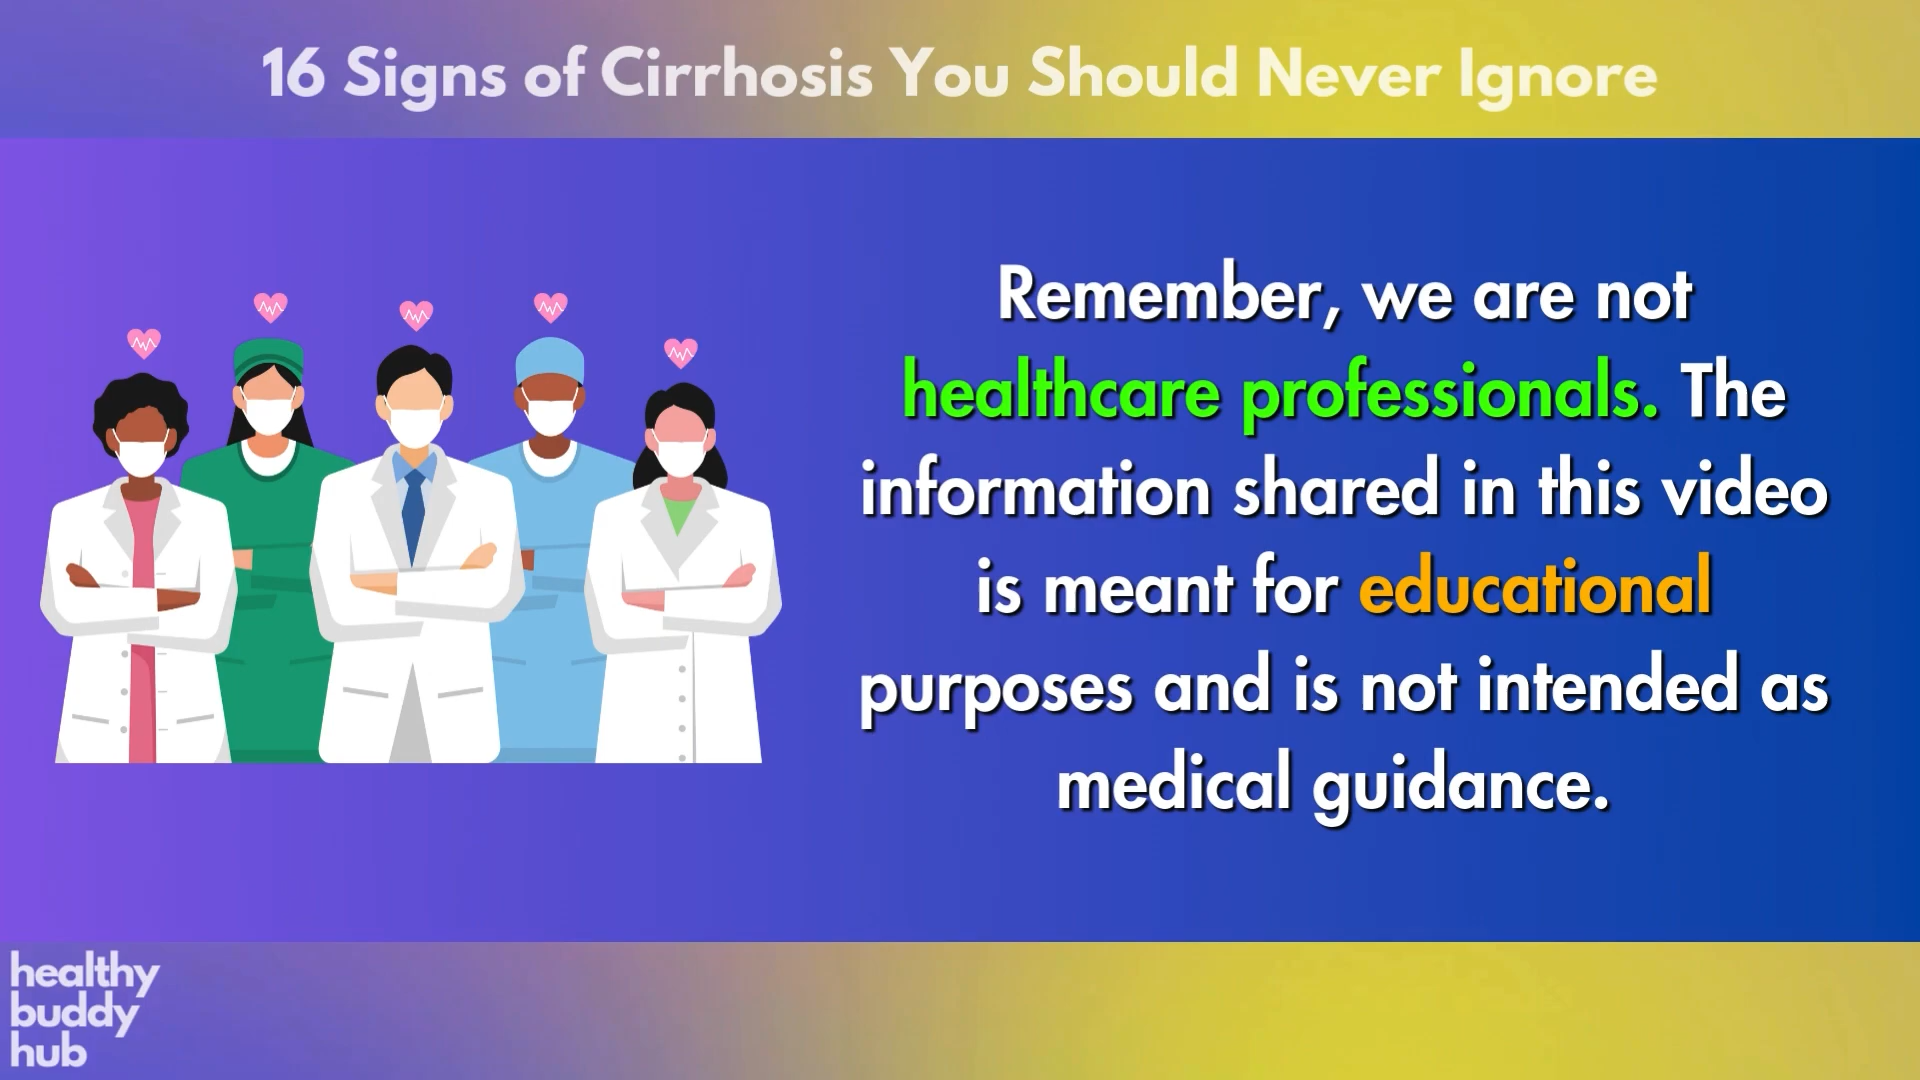 16 Signs of Cirrhosis You Should Never Ignore
Remember, we are not
healthcare professionals. The
information shared in this video
is meant for educational
purposes and is not intended as
medical guidance.
healthy
buddy
hub